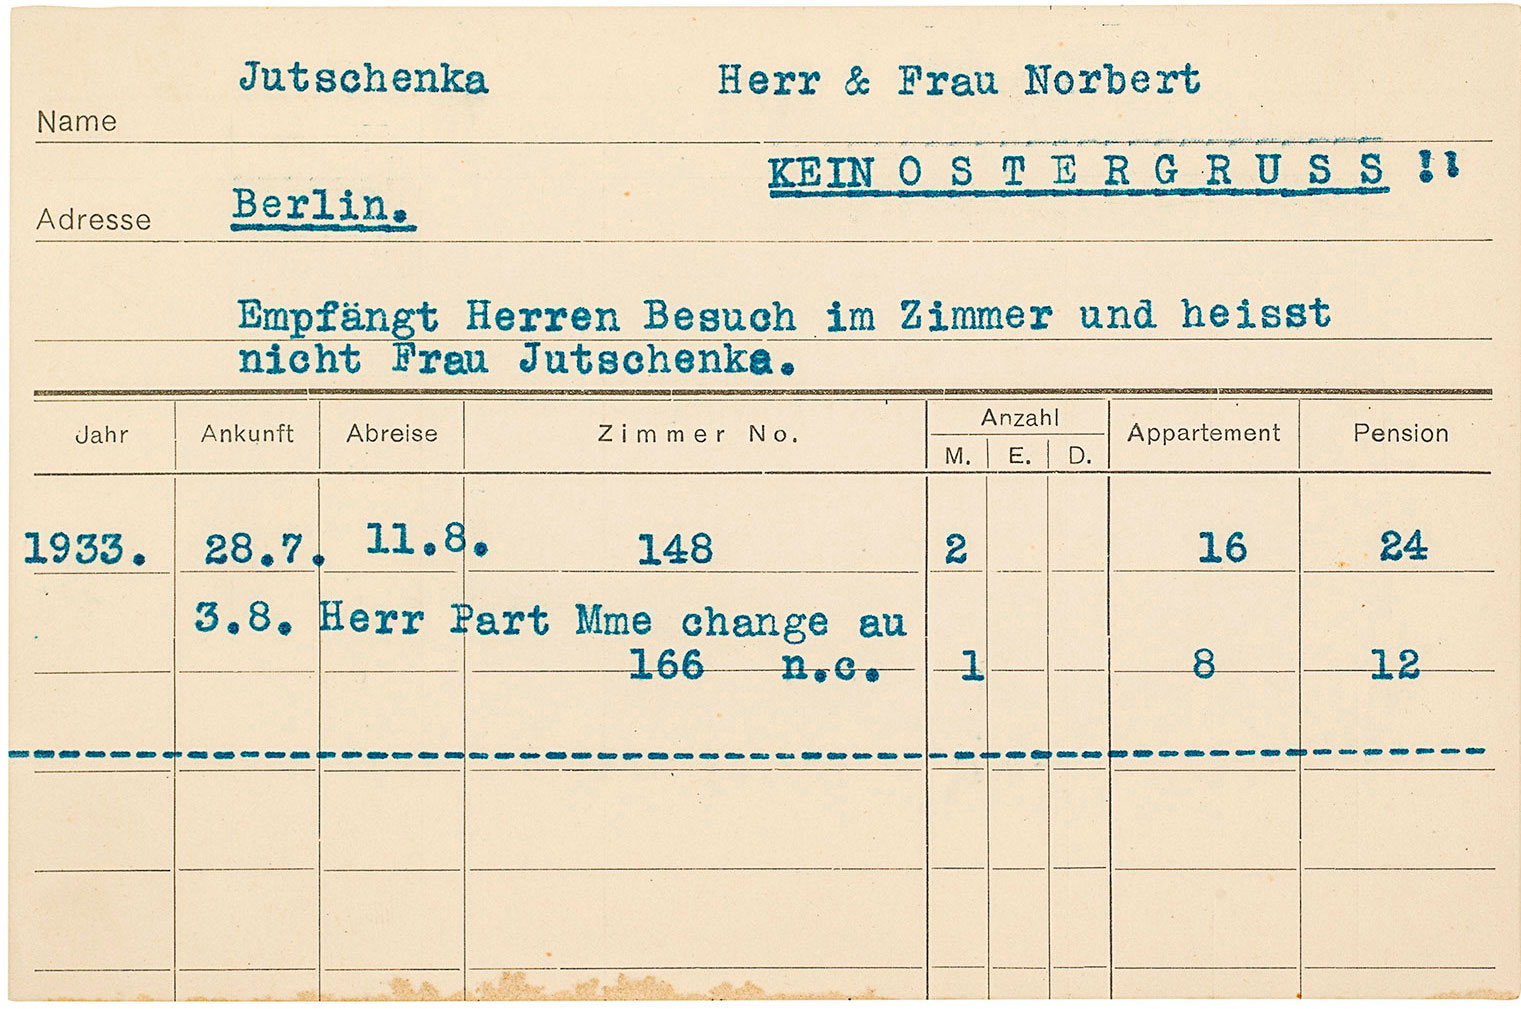 Jutschenka Herr & Frau Norbert
Name
KEIN OSTERGRUSS !!
Berlin.
Adresse
Empfängt Herren Besuch im Zimmer und heisst
nicht Frau Jutschenka.
Jahr Ankunft Abreise Zimmer No. Anzahl Appartement Pension
M. E. D.
1933. 28.7. 11.8. 148 2 16 24
3.8. Herr Part Mme change au
166 n.c. 1 8 12